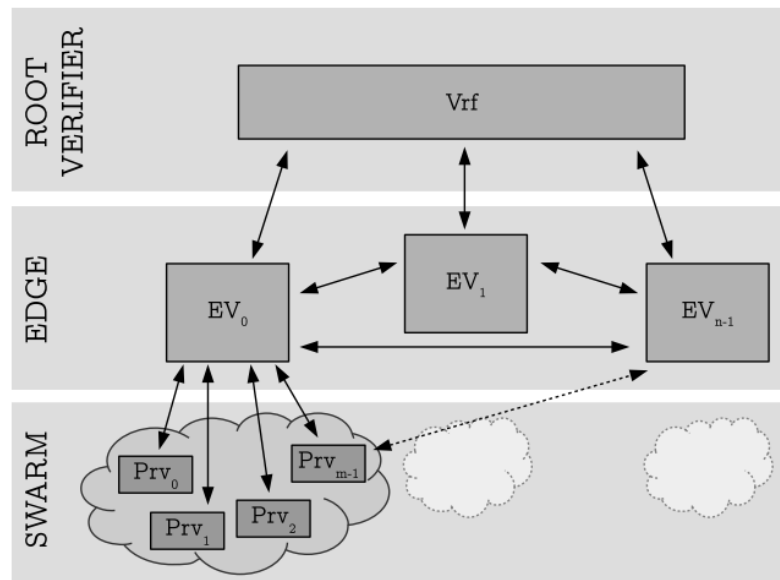 ROOT
VERIFIER
Vrf
EDGE
EV₀
EV₁
EVₙ₋₁
SWARM
Prv₀
Prvₘ₋₁
Prv₁
Prv₂